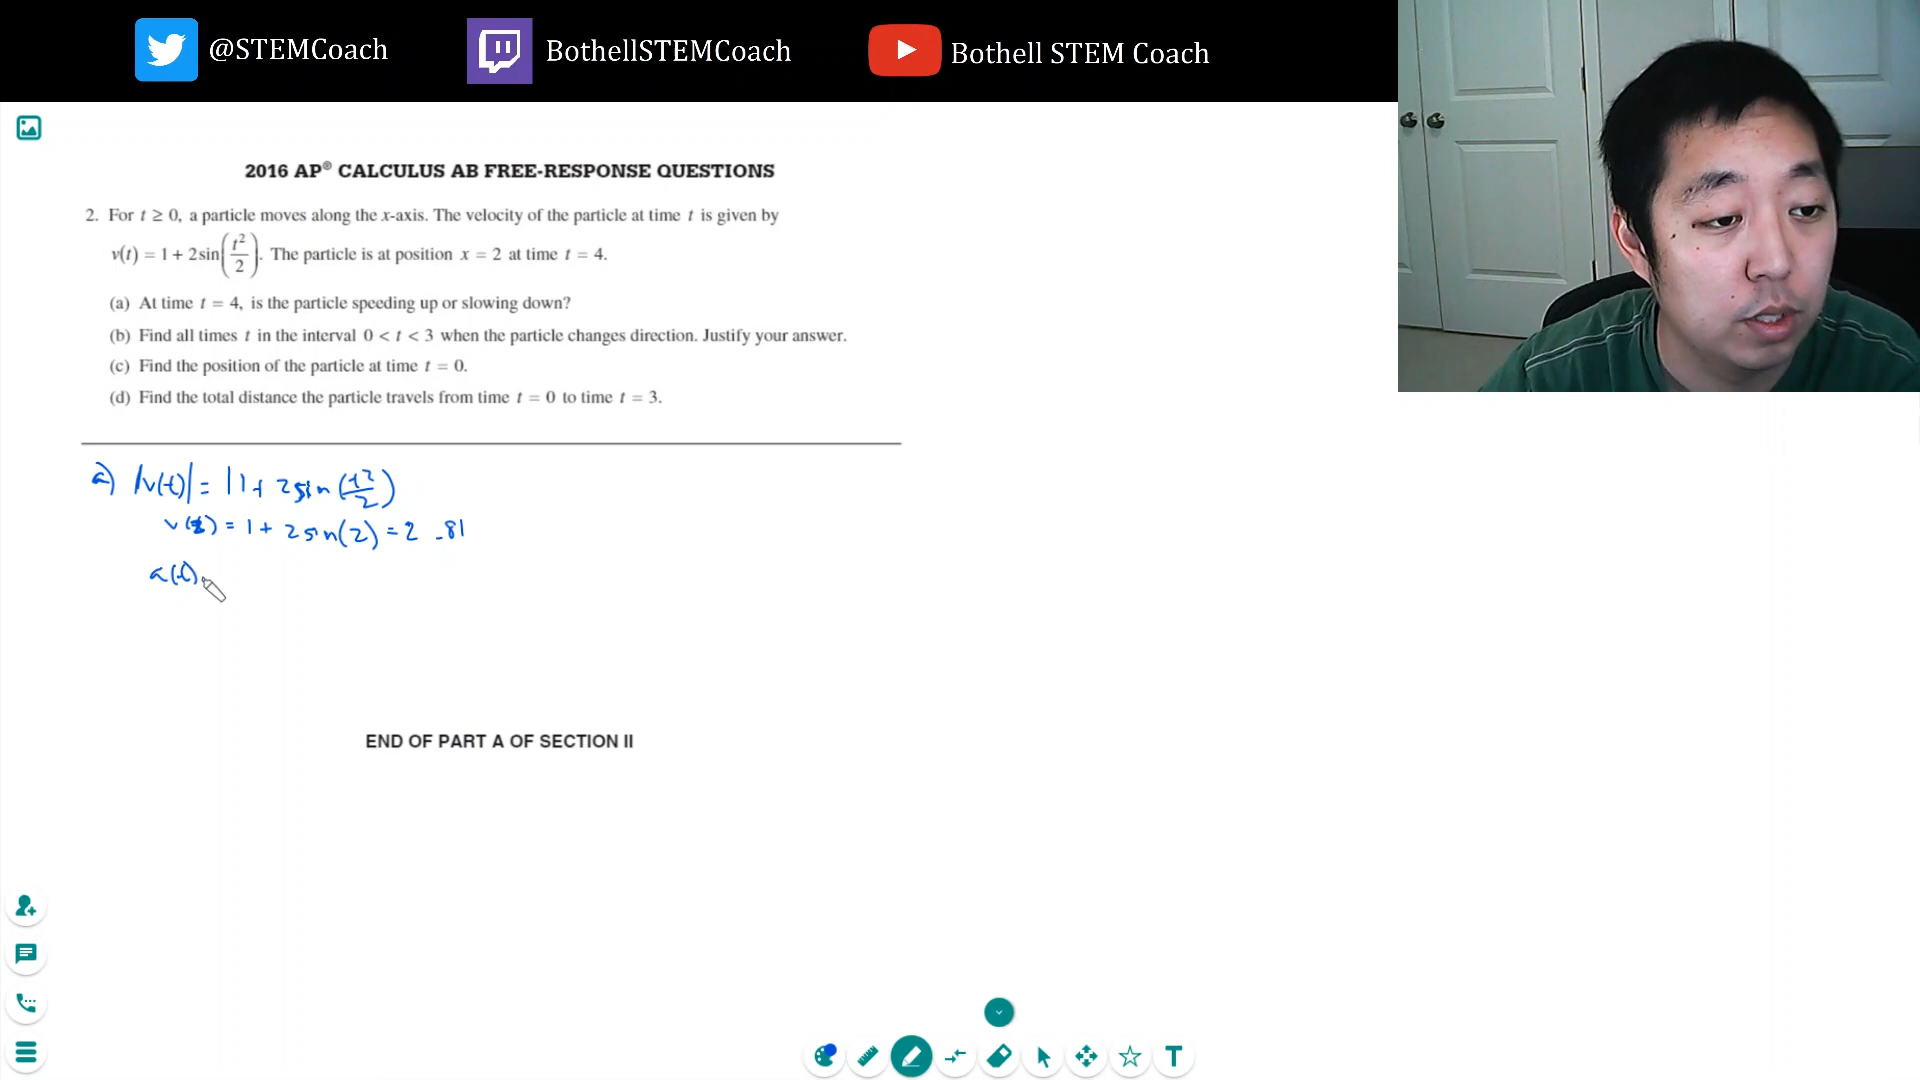 @STEMCoach BothellSTEMCoach Bothell STEM Coach
2016 AP® CALCULUS AB FREE-RESPONSE QUESTIONS
2. For t ≥ 0, a particle moves along the x-axis. The velocity of the particle at time t is given by
v(t) = 1 + 2sin(t²/2). The particle is at position x = 2 at time t = 4.
(a) At time t = 4, is the particle speeding up or slowing down?
(b) Find all times t in the interval 0 < t < 3 when the particle changes direction. Justify your answer.
(c) Find the position of the particle at time t = 0.
(d) Find the total distance the particle travels from time t = 0 to time t = 3.
a) |v(t)| = |1 + 2sin(t²/2)
= 1 + 2sin(2) = 2 .81
a(t)
END OF PART A OF SECTION II
T